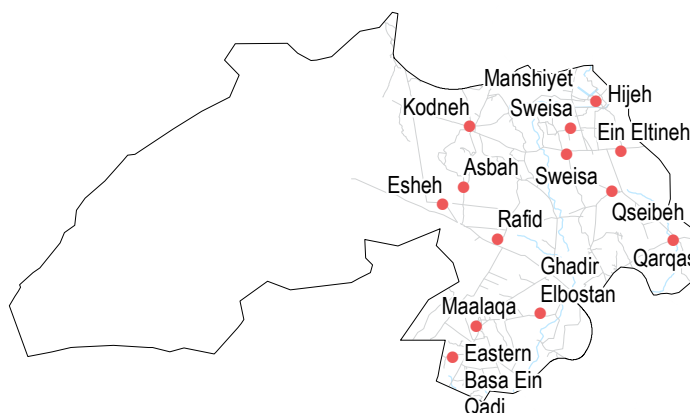 Manshiyet
Sweisa
Hijeh
Kodneh
Ein Eltineh
Asbah
Sweisa
Esheh
Qseibeh
Rafid
Qarqas
Ghadir
Elbostan
Maalaqa
Eastern
Basa Ein
Qadi